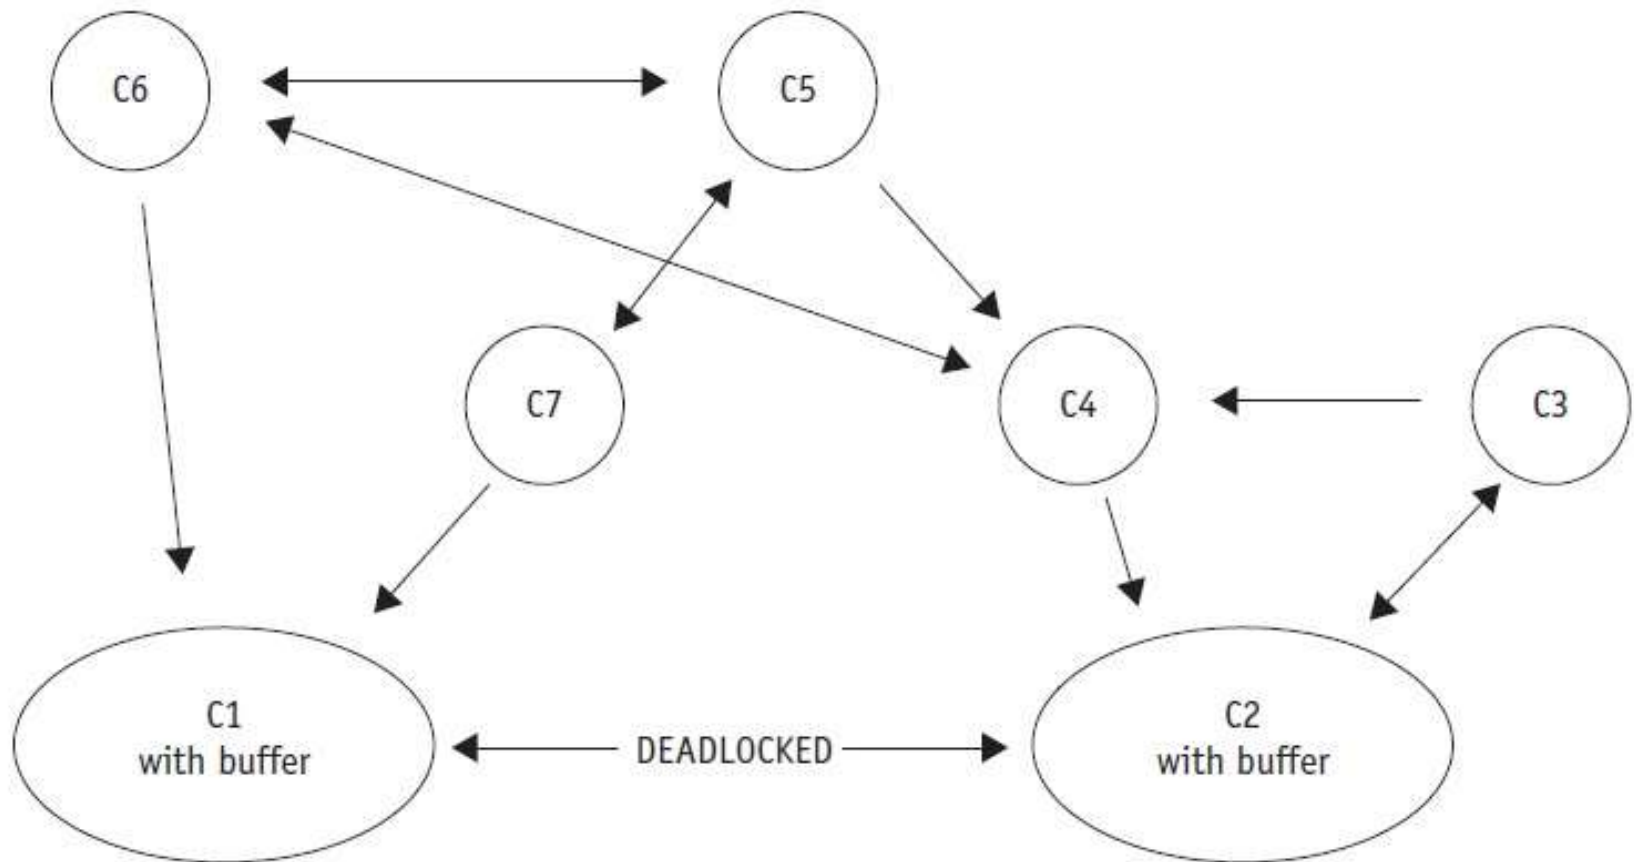 C6
C5
C7
C4
C3
C1
with buffer
DEADLOCKED
C2
with buffer